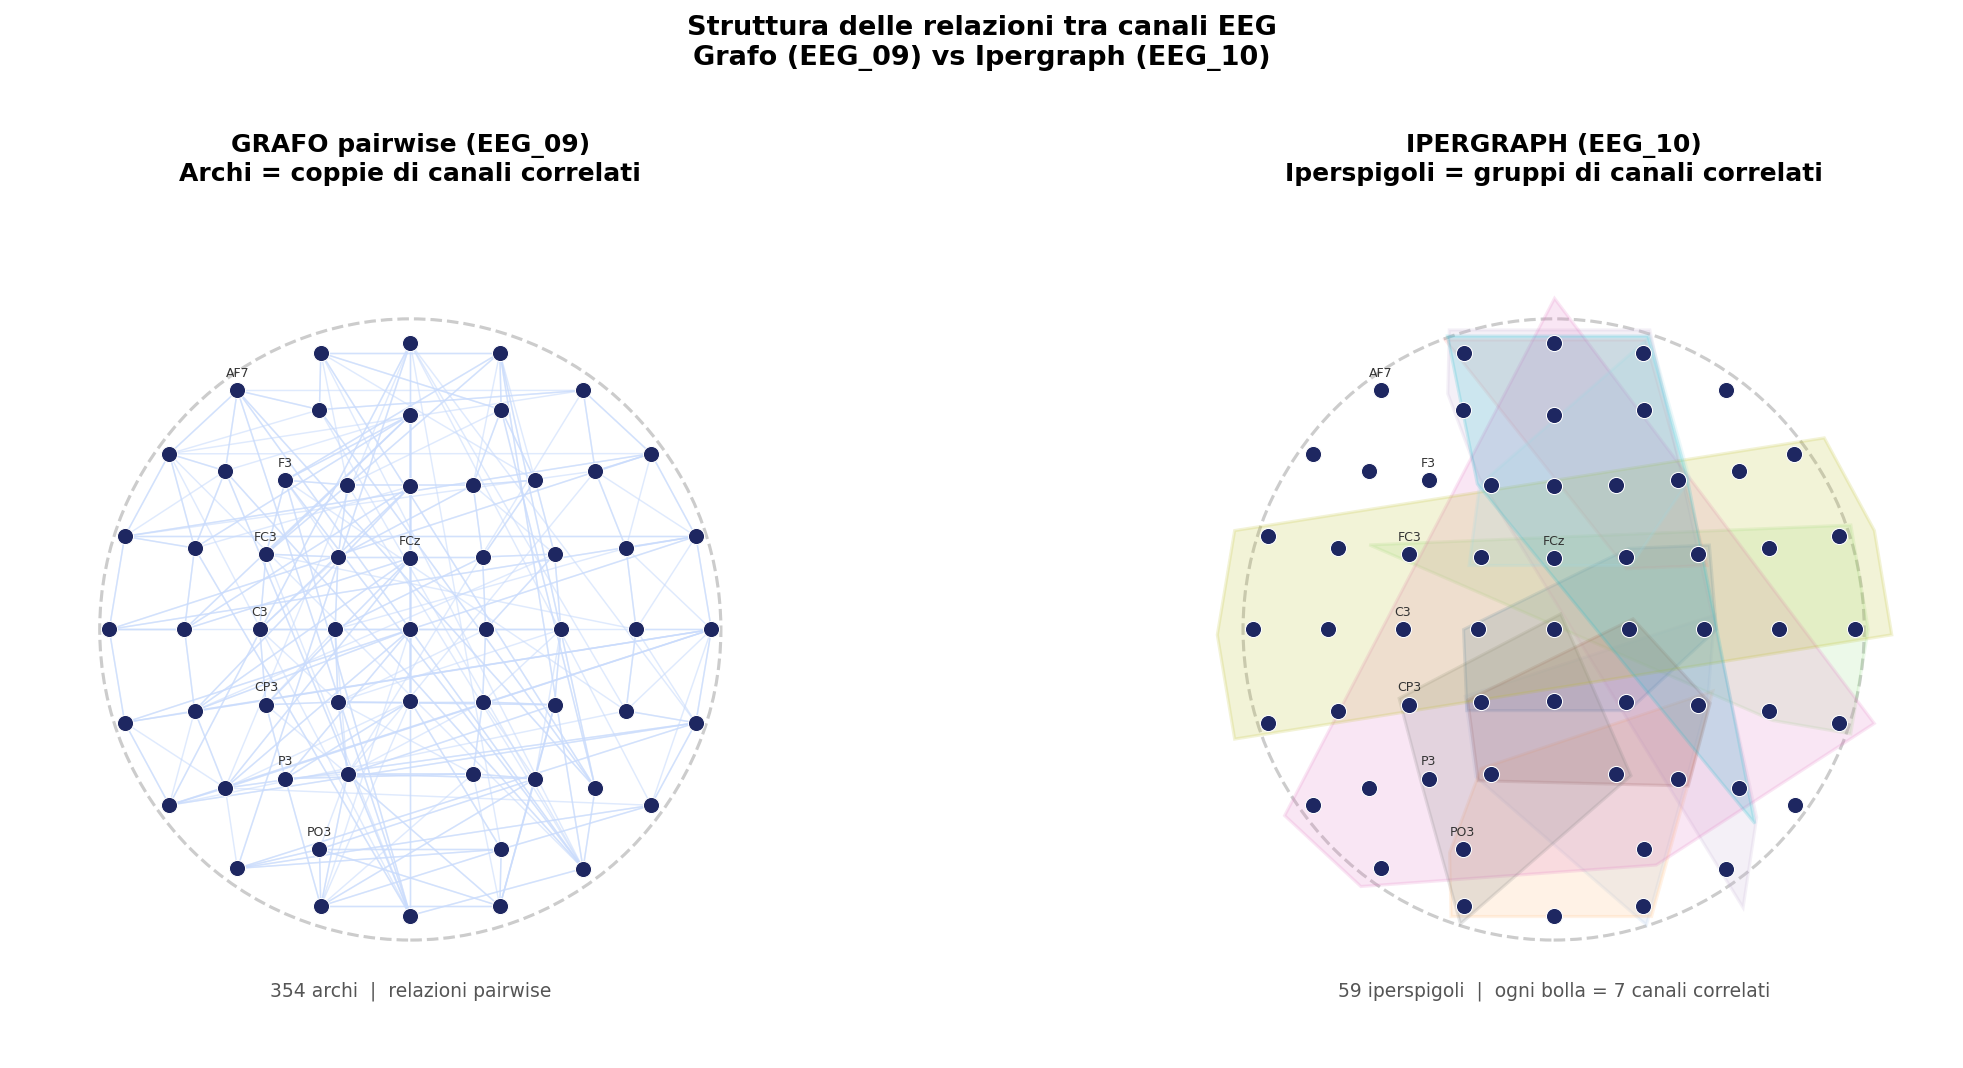 Struttura delle relazioni tra canali EEG
Grafo (EEG_09) vs Ipergraph (EEG_10)
GRAFO pairwise (EEG_09)
Archi = coppie di canali correlati
AF7
F3
FC3
FCz
C3
CP3
P3
PO3
354 archi | relazioni pairwise
IPERGRAPH (EEG_10)
Iperspigoli = gruppi di canali correlati
AF7
F3
FC3
FCz
C3
CP3
P3
PO3
59 iperspigoli | ogni bolla = 7 canali correlati